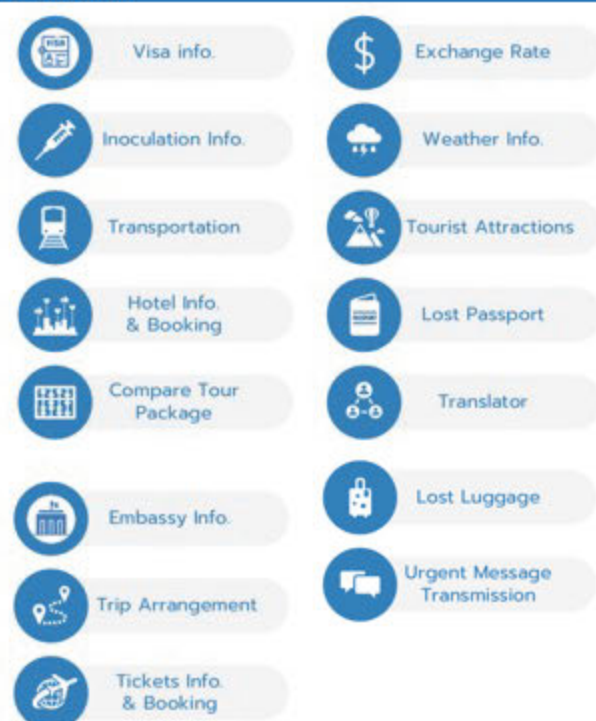 VISA
Visa info.
Inoculation Info.
Transportation
Hotel Info.
& Booking
Compare Tour
Package
Embassy Info.
Trip Arrangement
Tickets Info.
& Booking
$
Exchange Rate
Weather Info.
Tourist Attractions
Lost Passport
Translator
Lost Luggage
Urgent Message
Transmission